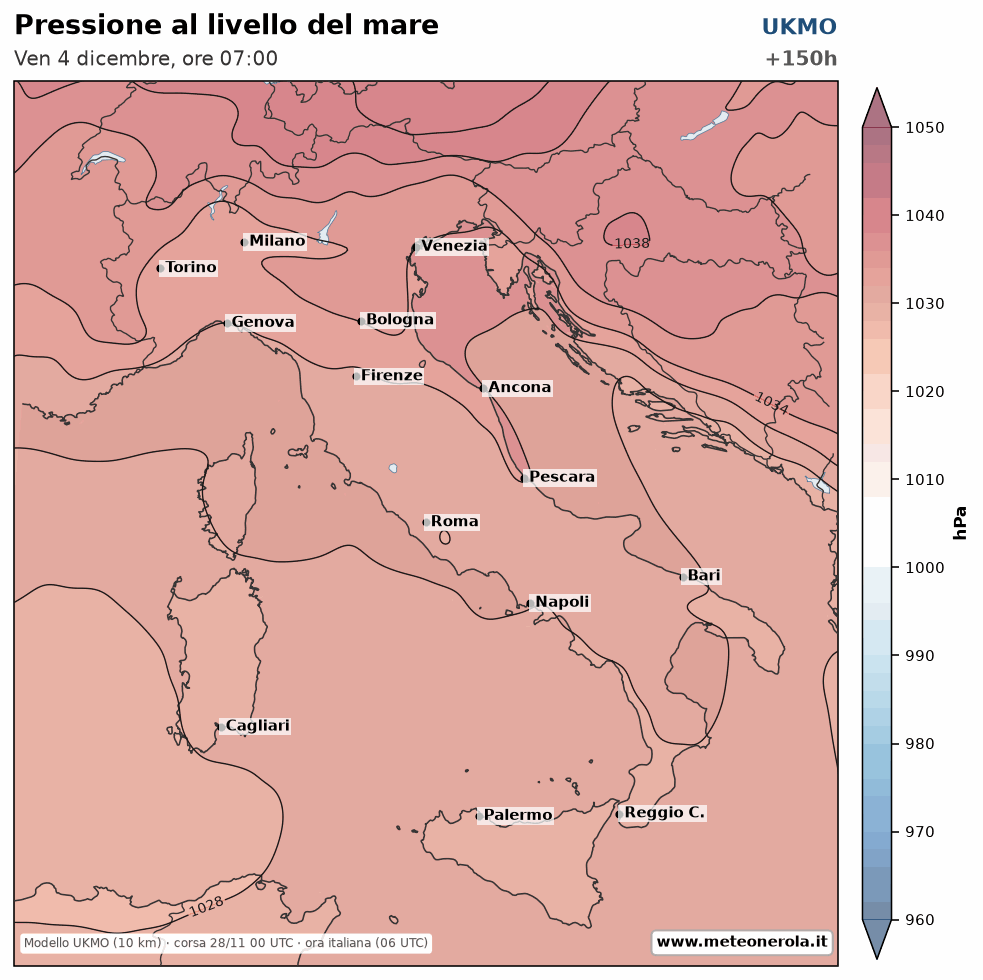 Pressione al livello del mare
UKMO
Ven 4 dicembre, ore 07:00
+150h
1050
1040
1030
1020
1010
1000
990
980
970
960
hPa
1038
Milano
Venezia
Torino
Genova
Bologna
Firenze
Ancona
1034
Pescara
Roma
Bari
Napoli
Cagliari
Palermo
Reggio C.
1028
Modello UKMO (10 km) · corsa 28/11 00 UTC · ora italiana (06 UTC)
www.meteonerola.it